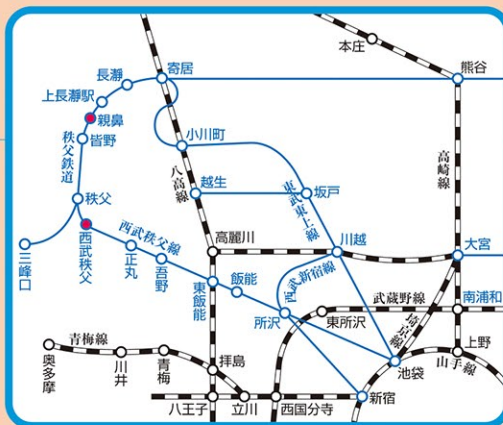 本庄
熊谷
長瀞
寄居
上長瀞駅
親鼻
皆野
秩父鉄道
小川町
八高線
越生
坂戸
東武東上線
高崎線
秩父
西武秩父
西武秩父線
正丸
吾野
三峰口
高麗川
川越
大宮
東飯能
飯能
西武新宿線
所沢
東所沢
武蔵野線
南浦和
埼京線
青梅線
奥多摩
川井
青梅
拝島
池袋
上野
山手線
八王子
立川
西国分寺
新宿